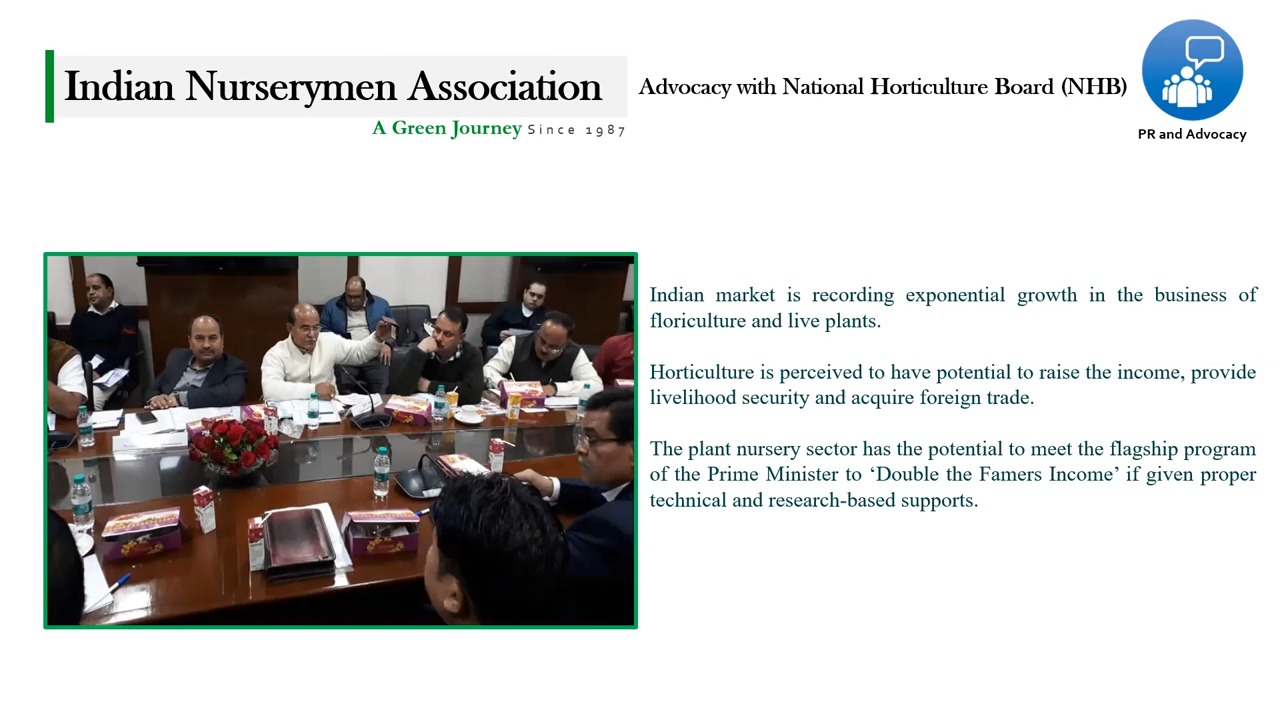 Indian Nurserymen Association
Advocacy with National Horticulture Board (NHB)
A Green Journey Since 1987
PR and Advocacy
Indian market is recording exponential growth in the business of
floriculture and live plants.
Horticulture is perceived to have potential to raise the income, provide
livelihood security and acquire foreign trade.
The plant nursery sector has the potential to meet the flagship program
of the Prime Minister to ‘Double the Famers Income’ if given proper
technical and research-based supports.